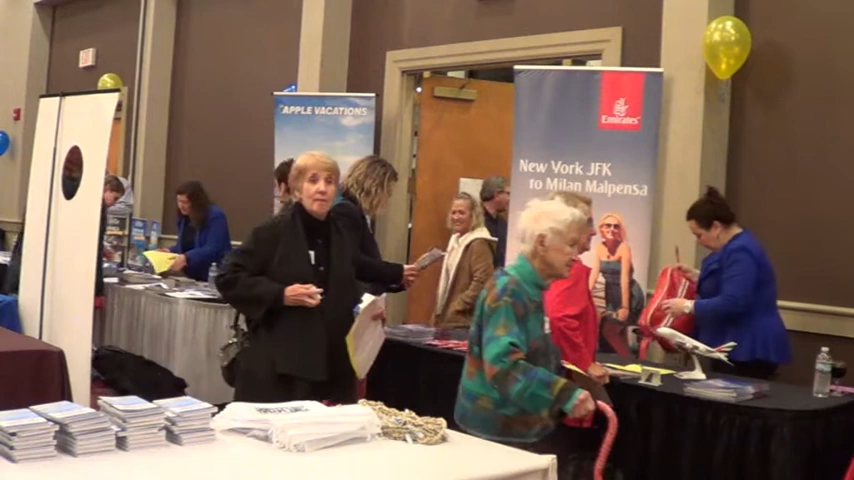 APPLE VACATIONS
Emirates
New York JFK
to Milan Malpensa